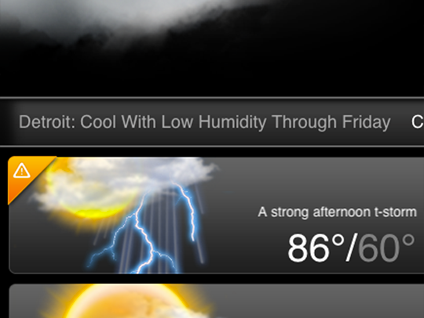 Detroit: Cool With Low Humidity Through Friday C
A strong afternoon t-storm
86°/60°